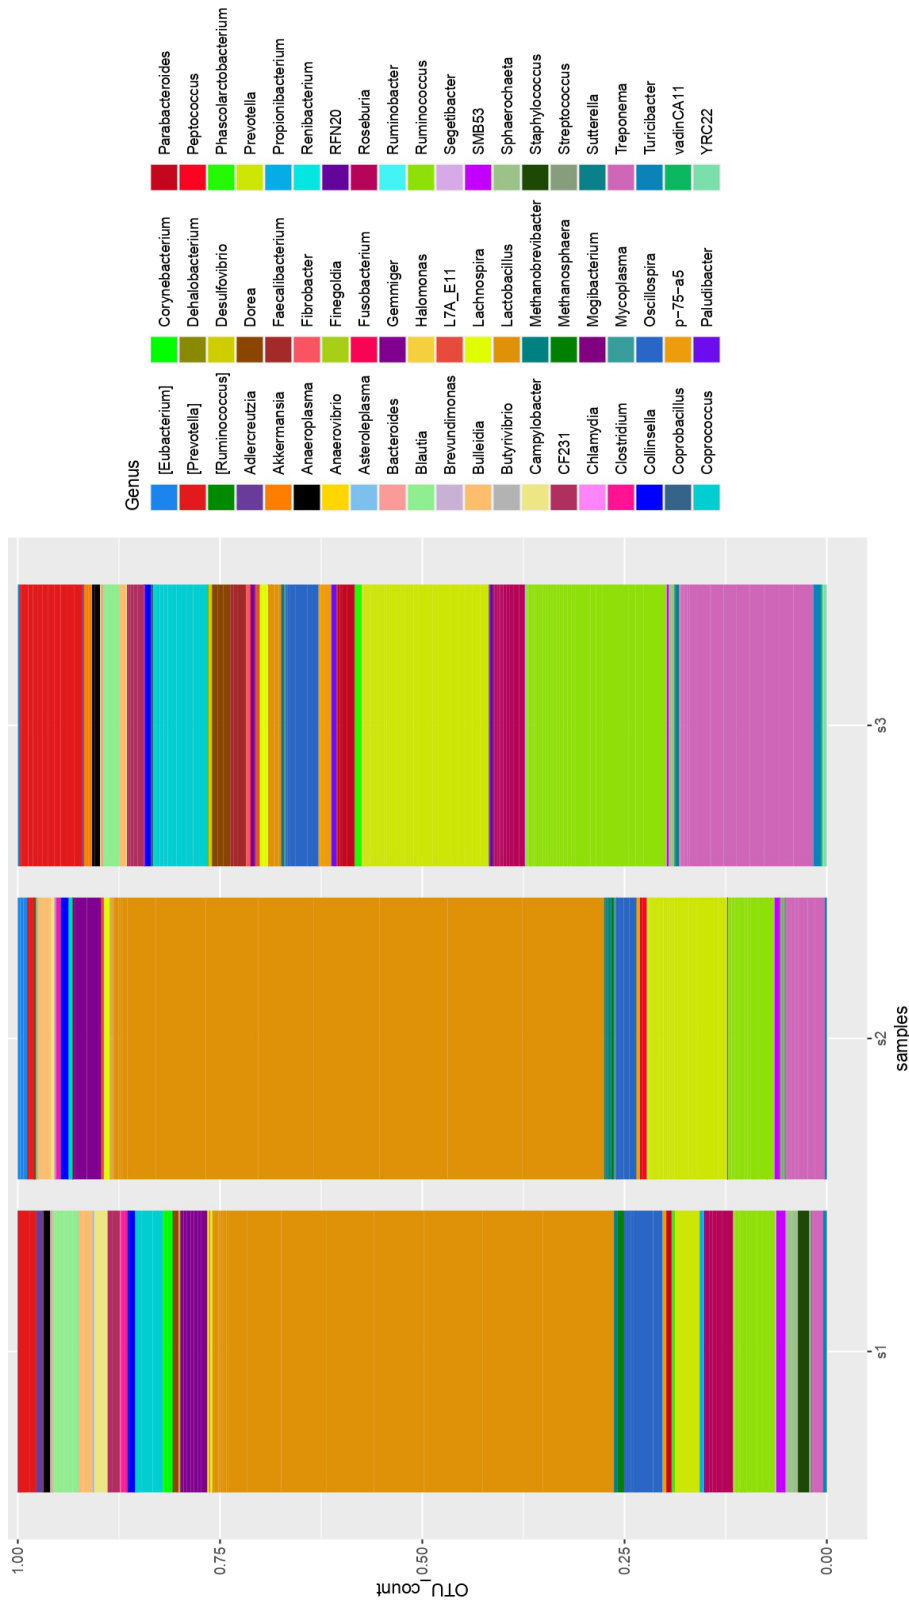 Genus
[Eubacterium]
[Prevotella]
[Ruminococcus]
Adlercreutzia
Akkermansia
Anaeroplasma
Anaerovibrio
Asteroleplasma
Bacteroides
Blautia
Brevundimonas
Bulleidia
Butyrivibrio
Campylobacter
CF231
Chlamydia
Clostridium
Collinsella
Coprobacillus
Coprococcus
Corynebacterium
Dehalobacterium
Desulfovibrio
Dorea
Faecalibacterium
Fibrobacter
Finegoldia
Fusobacterium
Gemmiger
Halomonas
L7A_E11
Lachnospira
Lactobacillus
Methanobrevibacter
Methanosphaera
Mogibacterium
Mycoplasma
Oscillospira
p−75−a5
Paludibacter
Parabacteroides
Peptococcus
Phascolarctobacterium
Prevotella
Propionibacterium
Renibacterium
RFN20
Roseburia
Ruminobacter
Ruminococcus
Segetibacter
SMB53
Sphaerochaeta
Staphylococcus
Streptococcus
Sutterella
Treponema
Turicibacter
vadinCA11
YRC22
OTU_count
1.00
0.75
0.50
0.25
0.00
s1
s2
s3
samples